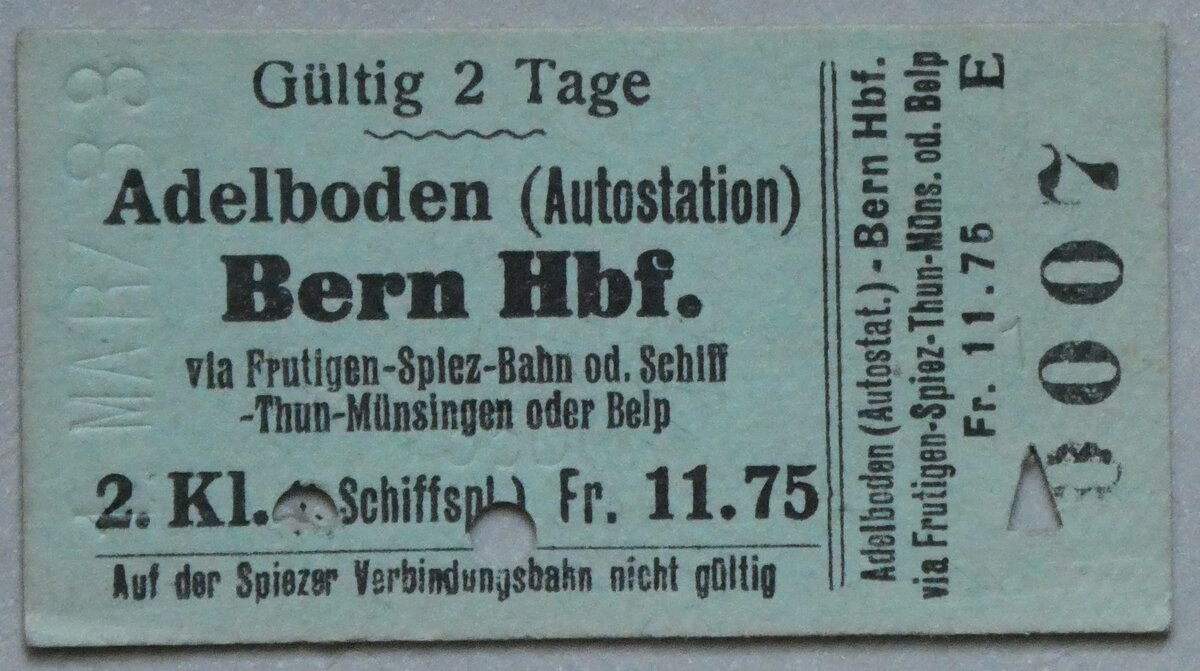 Gültig 2 Tage
Adelboden (Autostation)
Bern Hbf.
via Frutigen-Spiez-Bahn od. Schiff
-Thun-Münsingen oder Belp
2. Kl. Schiffspl.) Fr. 11.75
Auf der Spiezer Verbindungsbahn nicht gültig
Adelboden (Autostat.) - Bern Hbf.
via Frutigen-Spiez-Thun-Müns. od. Belp
Fr. 11.75 E
3007